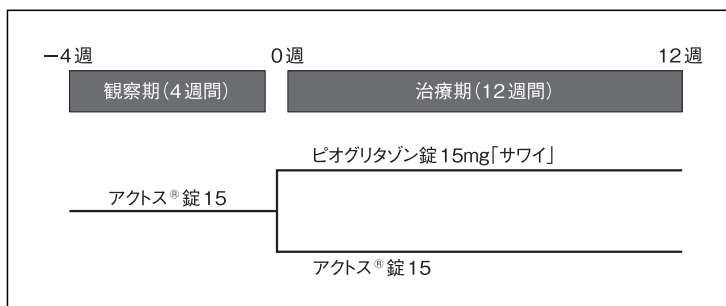 −4週 0週 12週
観察期(4週間) 治療期(12週間)
ピオグリタゾン錠15mg「サワイ」
アクトス®錠15
アクトス®錠15